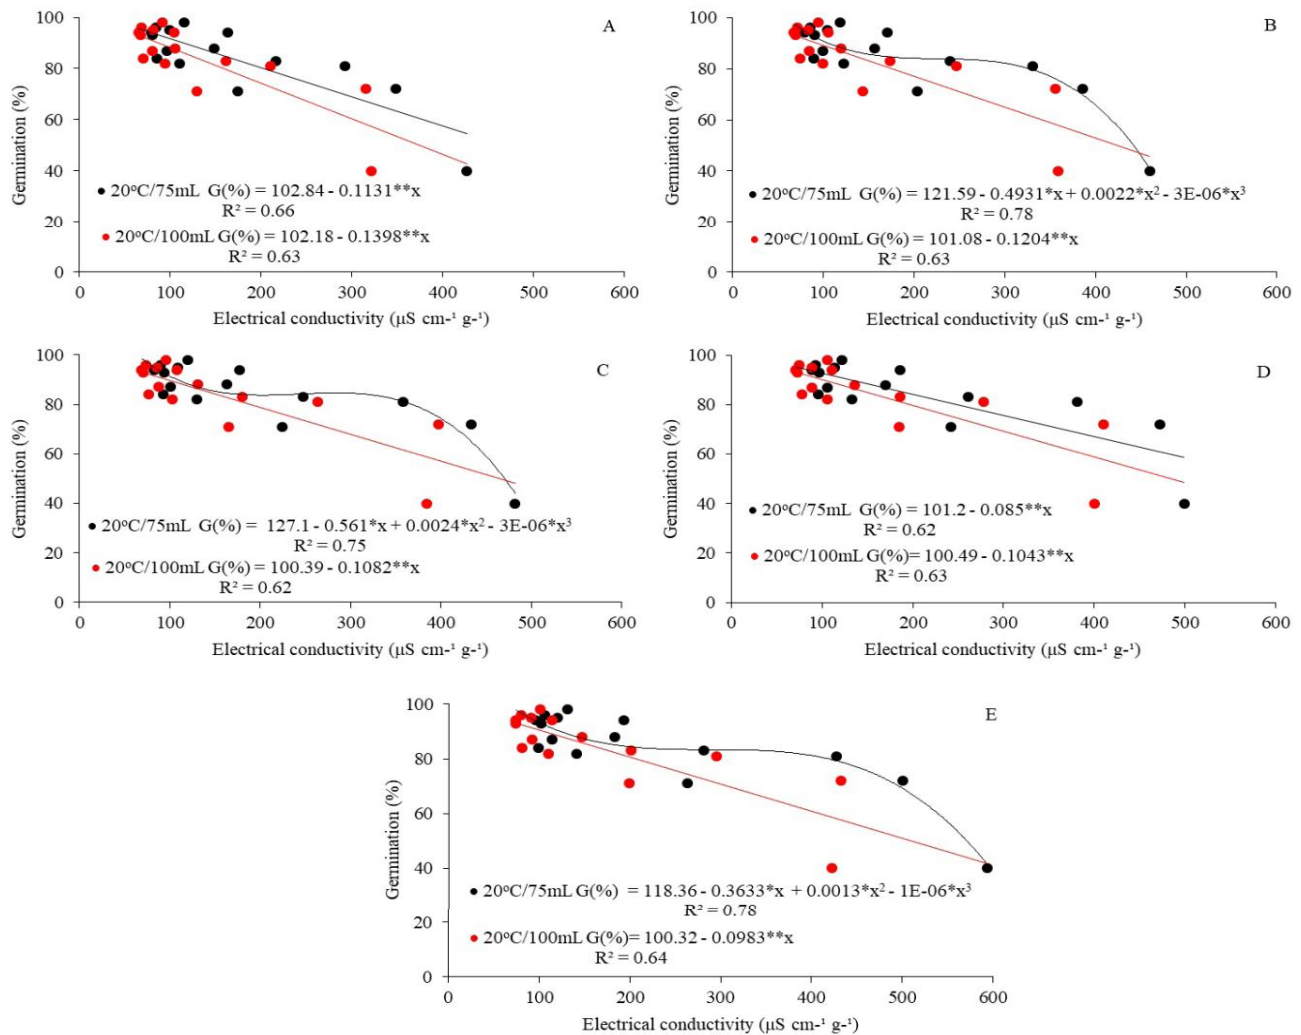 A
Germination (%)
100
80
60
40
20
0
20ºC/75mL G(%) = 102.84 - 0.1131**x
R² = 0.66
20ºC/100mL G(%) = 102.18 - 0.1398**x
R² = 0.63
0 100 200 300 400 500 600
Electrical conductivity (µS cm-¹ g-¹)
B
Germination (%)
100
80
60
40
20
0
20ºC/75mL G(%) = 121.59 - 0.4931*x + 0.0022*x² - 3E-06*x³
R² = 0.78
20ºC/100mL G(%) = 101.08 - 0.1204**x
R² = 0.63
0 100 200 300 400 500 600
Electrical conductivity (µS cm-¹ g-¹)
C
Germination (%)
100
80
60
40
20
0
20ºC/75mL G(%) = 127.1 - 0.561*x + 0.0024*x² - 3E-06*x³
R² = 0.75
20ºC/100mL G(%) = 100.39 - 0.1082**x
R² = 0.62
0 100 200 300 400 500 600
Electrical conductivity (µS cm-¹ g-¹)
D
Germination (%)
100
80
60
40
20
0
20ºC/75mL G(%) = 101.2 - 0.085**x
R² = 0.62
20ºC/100mL G(%)= 100.49 - 0.1043**x
R² = 0.63
0 100 200 300 400 500 600
Electrical conductivity (µS cm-¹ g-¹)
E
Germination (%)
100
80
60
40
20
0
20ºC/75mL G(%) = 118.36 - 0.3633*x + 0.0013*x² - 1E-06*x³
R² = 0.78
20ºC/100mL G(%)= 100.32 - 0.0983**x
R² = 0.64
0 100 200 300 400 500 600
Electrical conductivity (µS cm-¹ g-¹)